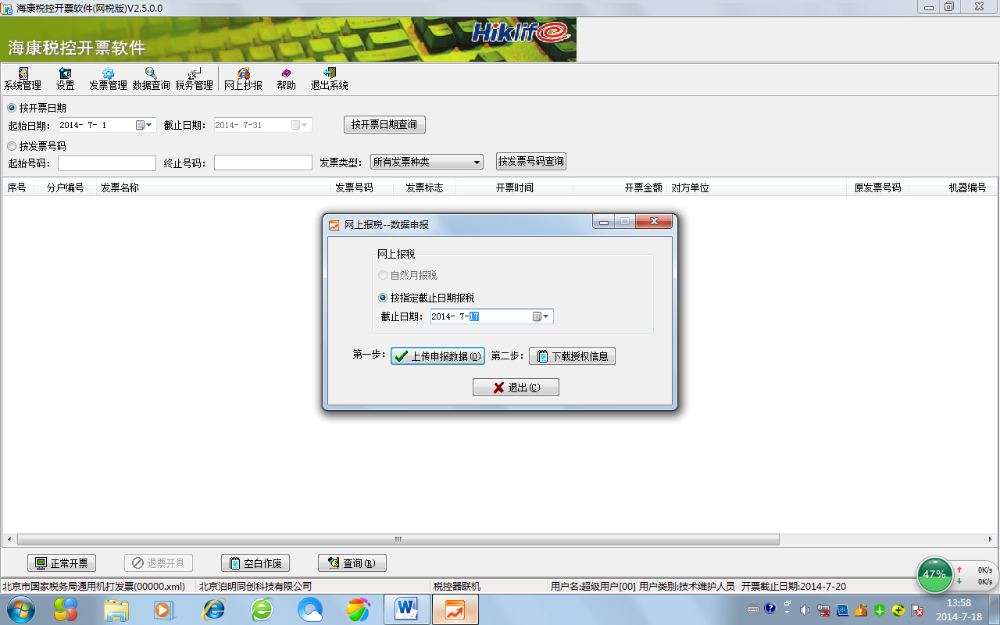 海康税控开票软件(网税版)V2.5.0.0
海康税控开票软件
Hiklife
系统管理 设置 发票管理 数据查询 税务管理 网上抄报 帮助 退出系统
按开票日期
起始日期: 2014- 7- 1 截止日期: 2014- 7-31 按开票日期查询
按发票号码
起始号码: 终止号码: 发票类型: 所有发票种类 按发票号码查询
序号 分户编号 发票名称 发票号码 发票标志 开票时间 开票金额 对方单位 原发票号码 机器编号
网上报税--数据申报
网上报税
自然月报税
按指定截止日期报税
截止日期: 2014- 7-17
第一步: 上传申报数据(U) 第二步: 下载授权信息
退出(C)
正常开票 退票开具 空白作废 查询(R)
47% 0K/s
0K/s
北京市国家税务局通用机打发票(00000.xml) 北京泊明同创科技有限公司 税控器联机 用户名:超级用户[00] 用户类别:技术维护人员 开票截止日期:2014-7-20
13:58
2014-7-18